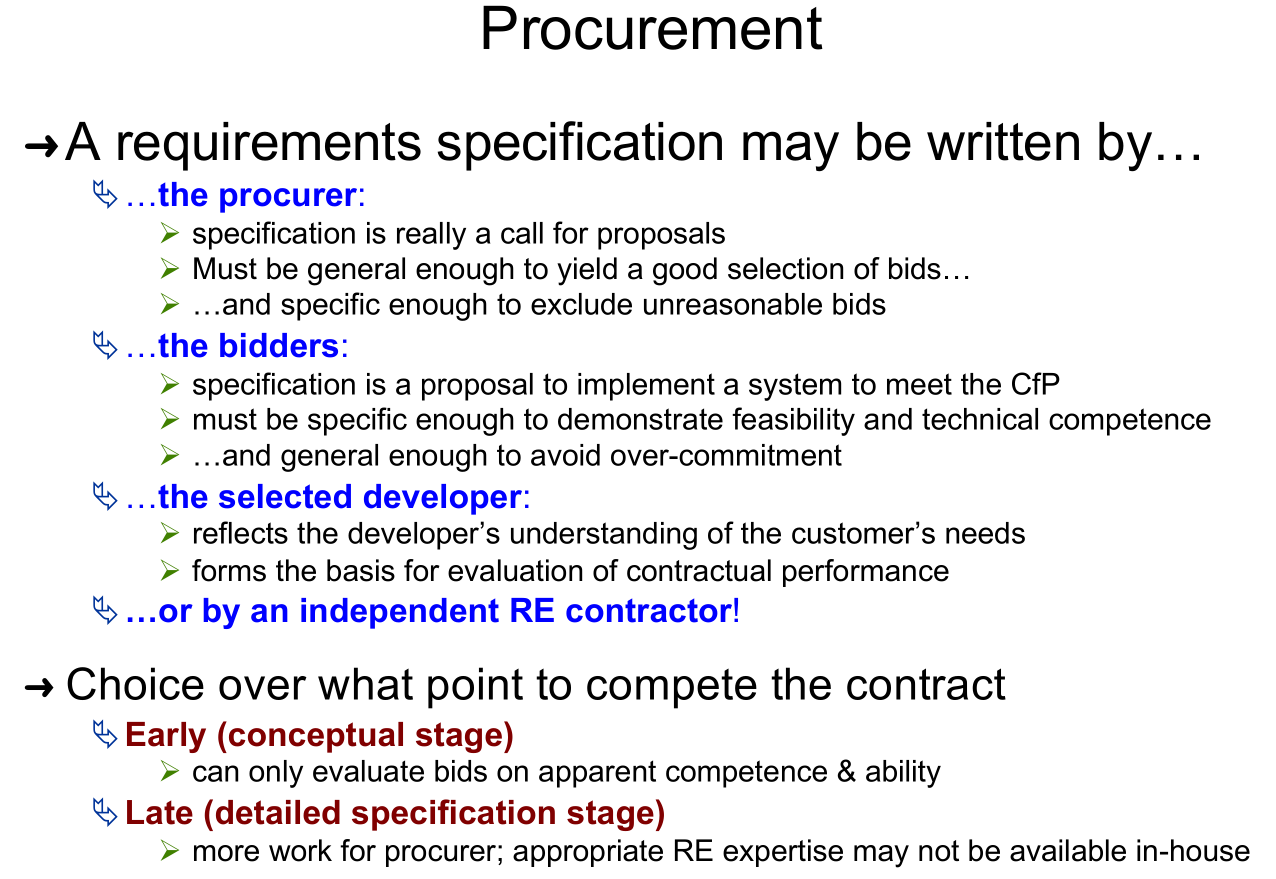 Procurement
➜ A requirements specification may be written by…
…the procurer:
➢ specification is really a call for proposals
➢ Must be general enough to yield a good selection of bids…
➢ …and specific enough to exclude unreasonable bids
…the bidders:
➢ specification is a proposal to implement a system to meet the CfP
➢ must be specific enough to demonstrate feasibility and technical competence
➢ …and general enough to avoid over-commitment
…the selected developer:
➢ reflects the developer’s understanding of the customer’s needs
➢ forms the basis for evaluation of contractual performance
…or by an independent RE contractor!
➜ Choice over what point to compete the contract
Early (conceptual stage)
➢ can only evaluate bids on apparent competence & ability
Late (detailed specification stage)
➢ more work for procurer; appropriate RE expertise may not be available in-house